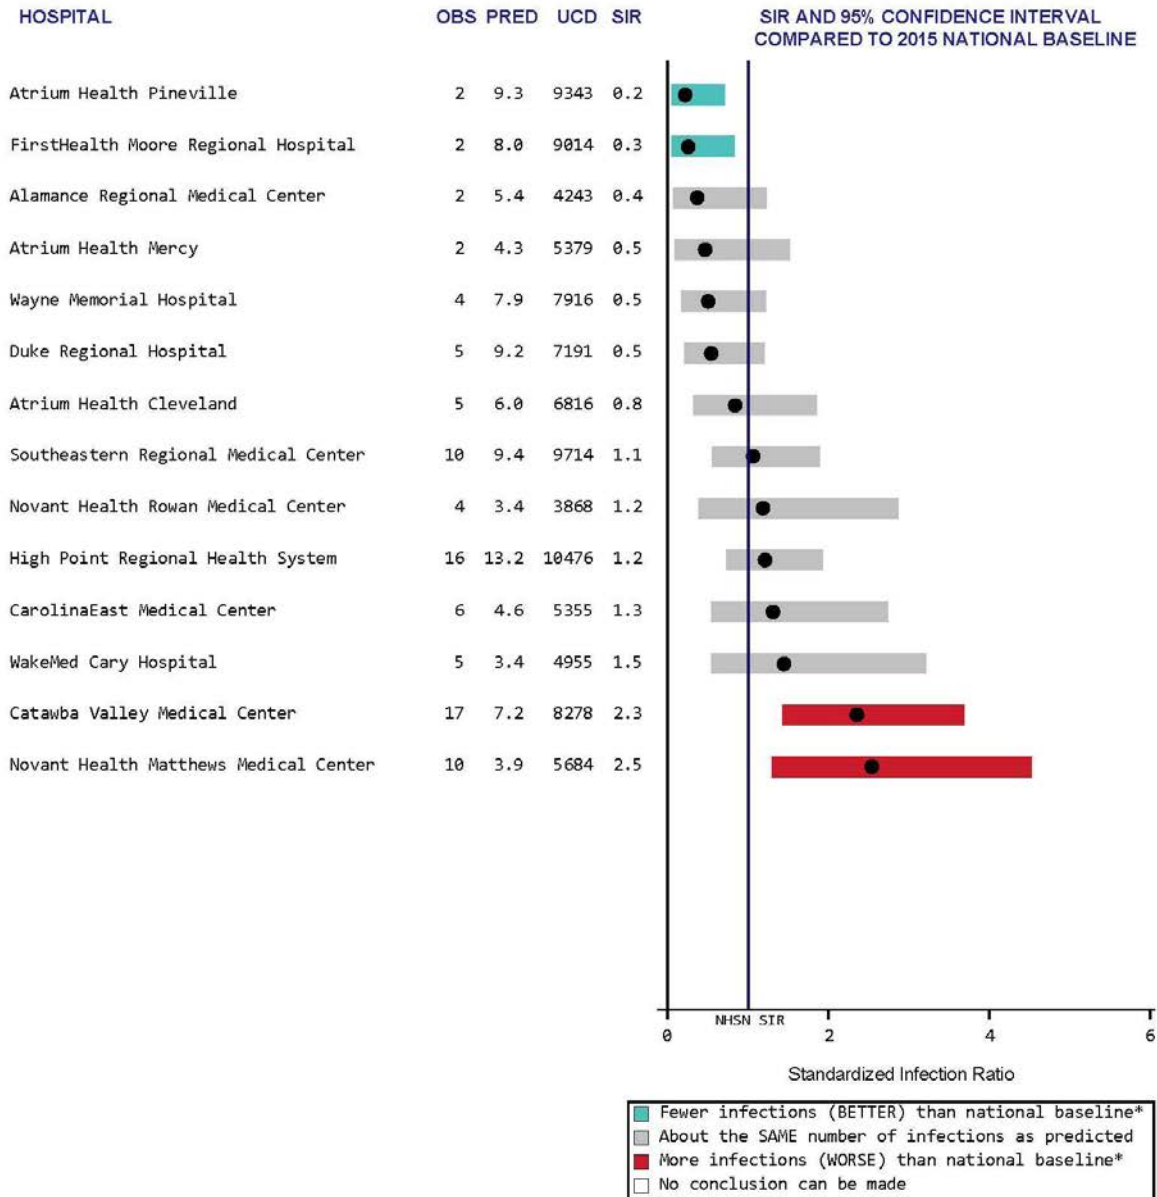 HOSPITAL OBS PRED UCD SIR SIR AND 95% CONFIDENCE INTERVAL
COMPARED TO 2015 NATIONAL BASELINE
Atrium Health Pineville 2 9.3 9343 0.2
FirstHealth Moore Regional Hospital 2 8.0 9014 0.3
Alamance Regional Medical Center 2 5.4 4243 0.4
Atrium Health Mercy 2 4.3 5379 0.5
Wayne Memorial Hospital 4 7.9 7916 0.5
Duke Regional Hospital 5 9.2 7191 0.5
Atrium Health Cleveland 5 6.0 6816 0.8
Southeastern Regional Medical Center 10 9.4 9714 1.1
Novant Health Rowan Medical Center 4 3.4 3868 1.2
High Point Regional Health System 16 13.2 10476 1.2
CarolinaEast Medical Center 6 4.6 5355 1.3
WakeMed Cary Hospital 5 3.4 4955 1.5
Catawba Valley Medical Center 17 7.2 8278 2.3
Novant Health Matthews Medical Center 10 3.9 5684 2.5
NHSN SIR
0 2 4 6
Standardized Infection Ratio
Fewer infections (BETTER) than national baseline*
About the SAME number of infections as predicted
More infections (WORSE) than national baseline*
No conclusion can be made